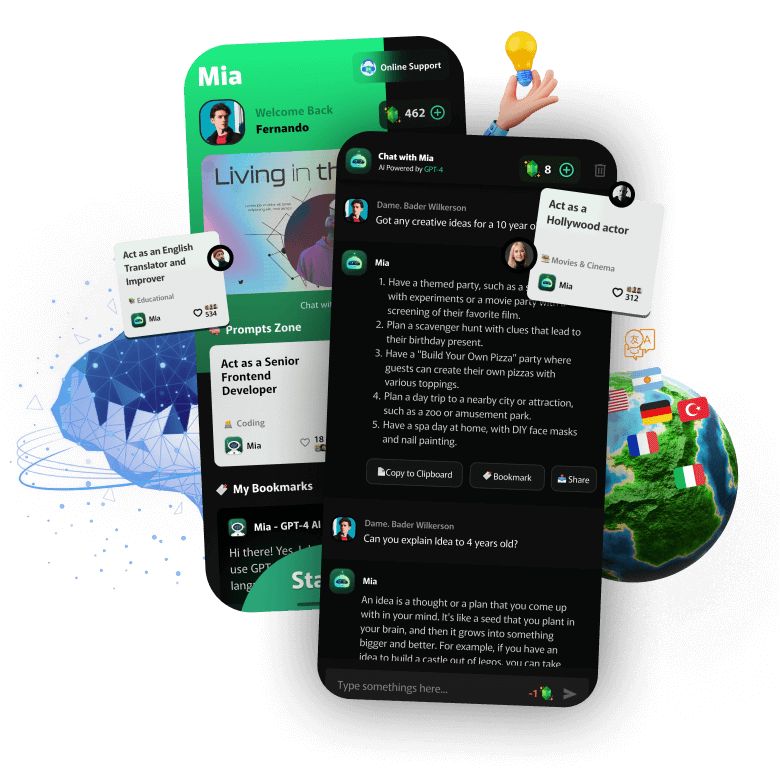 Mia
Online Support
Welcome Back
Fernando
462
Living in th
Chat with
Prompts Zone
Act as a Senior
Frontend
Developer
Coding
Mia
18
My Bookmarks
Mia - GPT-4 AI
Hi there! Yes, I
use GPT
langu
Sta
Act as an English
Translator and
Improver
Educational
Mia
534
Chat with Mia
AI Powered by GPT-4
8
Dame. Bader Wilkerson
Got any creative ideas for a 10 year o
Mia
1. Have a themed party, such as a s
with experiments or a movie party with
screening of their favorite film.
2. Plan a scavenger hunt with clues that lead to
their birthday present.
3. Have a "Build Your Own Pizza" party where
guests can create their own pizzas with
various toppings.
4. Plan a day trip to a nearby city or attraction,
such as a zoo or amusement park.
5. Have a spa day at home, with DIY face masks
and nail painting.
Copy to Clipboard
Bookmark
Share
Dame. Bader Wilkerson
Can you explain Idea to 4 years old?
Mia
An idea is a thought or a plan that you come up
with in your mind. It's like a seed that you plant in
your brain, and then it grows into something
bigger and better. For example, if you have an
idea to build a castle out of legos, you can take
Type somethings here...
-1
Act as a
Hollywood actor
Movies & Cinema
Mia
312
文
A